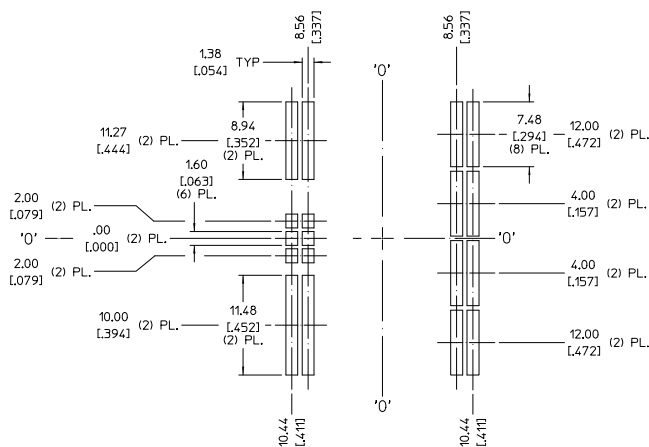 8.56
[.337]
8.56
[.337]
1.38
[.054] TYP
'0'
11.27
[.444] (2) PL.
8.94
[.352]
(2) PL.
7.48
[.294]
(8) PL.
12.00
[.472] (2) PL.
1.60
[.063]
(6) PL.
2.00
[.079] (2) PL.
4.00
[.157] (2) PL.
'0'
.00
[.000] (2) PL.
'0'
2.00
[.079] (2) PL.
4.00
[.157] (2) PL.
10.00
[.394] (2) PL.
11.48
[.452]
(2) PL.
12.00
[.472] (2) PL.
'0'
10.44
[.411]
10.44
[.411]